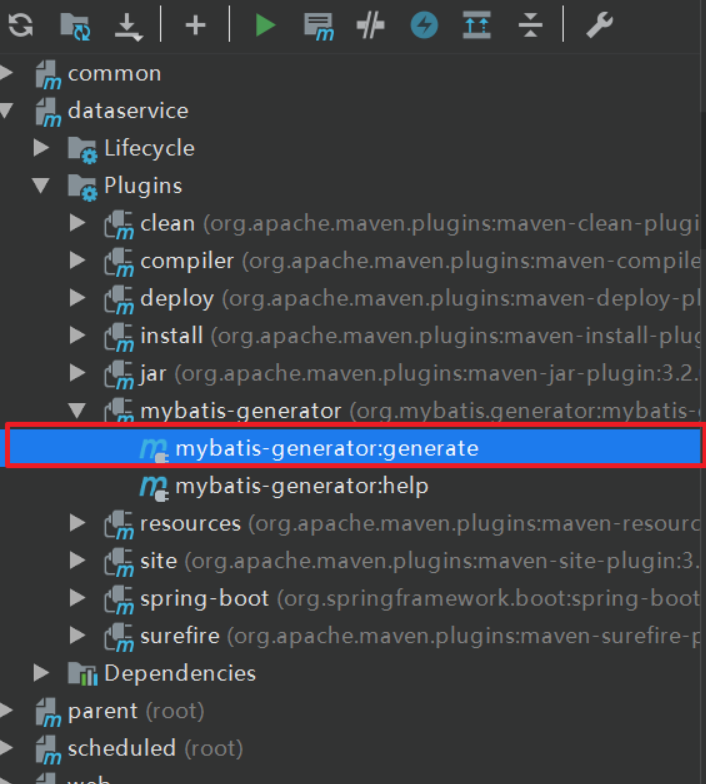 common
dataservice
Lifecycle
Plugins
clean (org.apache.maven.plugins:maven-clean-plugi
compiler (org.apache.maven.plugins:maven-compile
deploy (org.apache.maven.plugins:maven-deploy-pl
install (org.apache.maven.plugins:maven-install-plug
jar (org.apache.maven.plugins:maven-jar-plugin:3.2.
mybatis-generator (org.mybatis.generator:mybatis-
mybatis-generator:generate
mybatis-generator:help
resources (org.apache.maven.plugins:maven-resourc
site (org.apache.maven.plugins:maven-site-plugin:3.
spring-boot (org.springframework.boot:spring-boot
surefire (org.apache.maven.plugins:maven-surefire-p
Dependencies
parent (root)
scheduled (root)
web